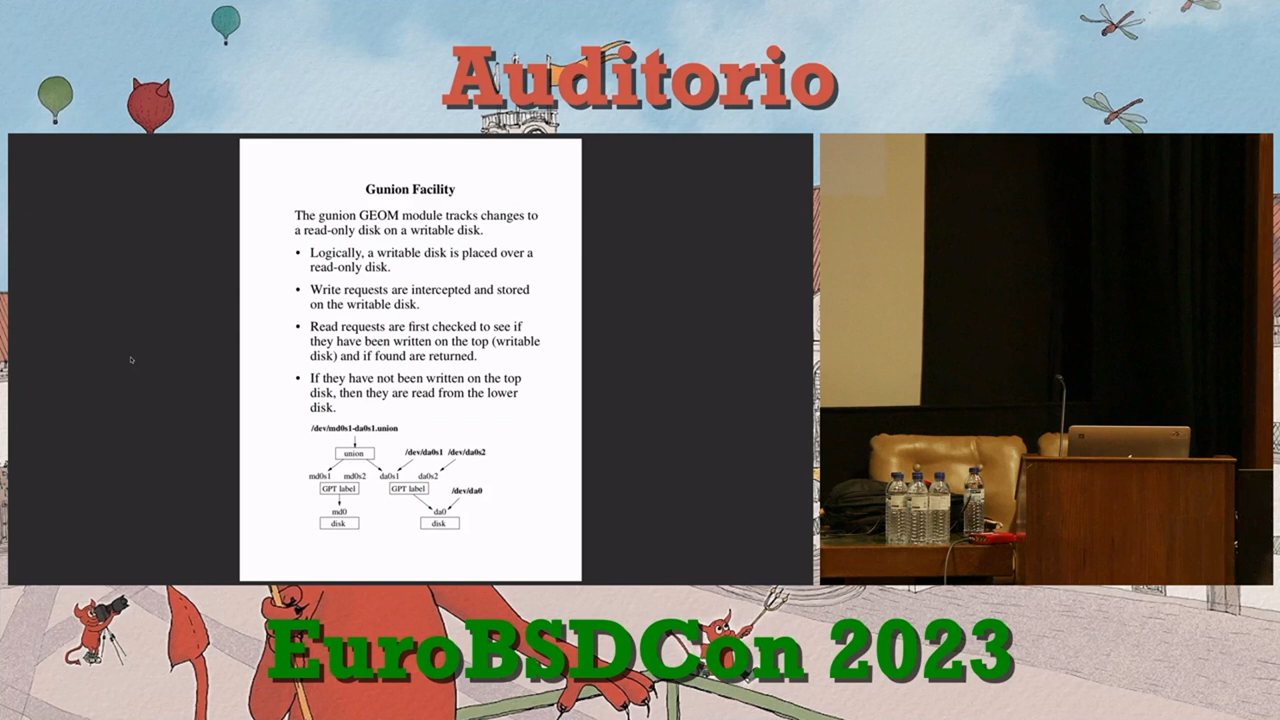 Auditorio
Gunion Facility
The gunion GEOM module tracks changes to
a read-only disk on a writable disk.
• Logically, a writable disk is placed over a
read-only disk.
• Write requests are intercepted and stored
on the writable disk.
• Read requests are first checked to see if
they have been written on the top (writable
disk) and if found are returned.
• If they have not been written on the top
disk, then they are read from the lower
disk.
/dev/md0s1-da0s1.union
union
/dev/da0s1 /dev/da0s2
md0s1 md0s2 da0s1 da0s2
GPT label GPT label
/dev/da0
md0 da0
disk disk
EuroBSDCon 2023